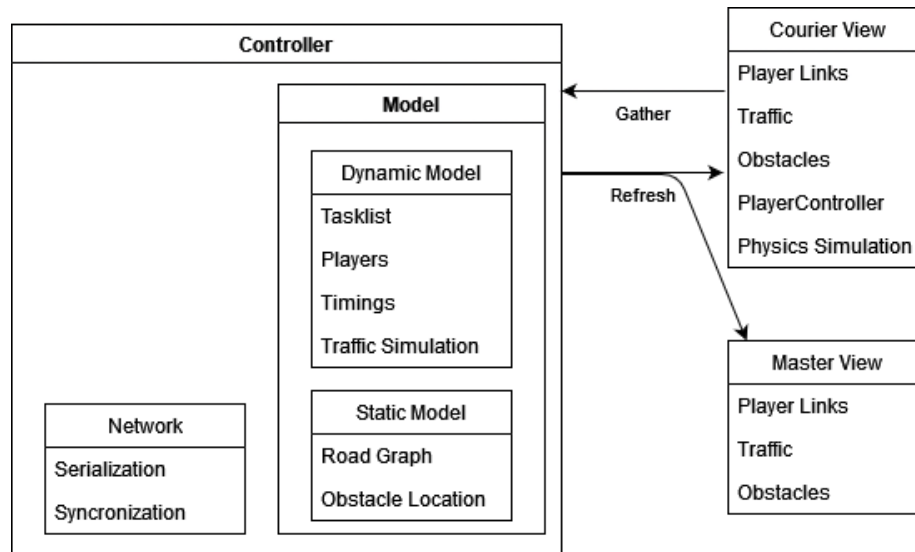 Controller
Model
Dynamic Model
Tasklist
Players
Timings
Traffic Simulation
Static Model
Road Graph
Obstacle Location
Network
Serialization
Syncronization
Gather
Refresh
Courier View
Player Links
Traffic
Obstacles
PlayerController
Physics Simulation
Master View
Player Links
Traffic
Obstacles